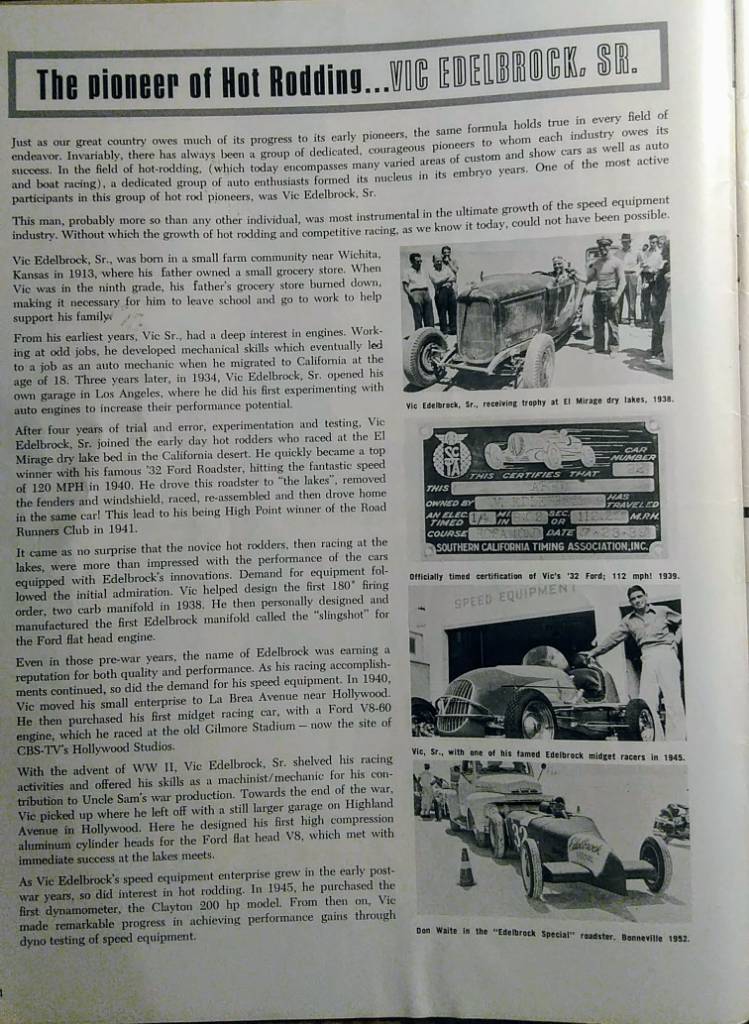 The pioneer of Hot Rodding...VIC EDELBROCK, SR.
Just as our great country owes much of its progress to its early pioneers, the same formula holds true in every field of
endeavor. Invariably, there has always been a group of dedicated, courageous pioneers to whom each industry owes its
success. In the field of hot-rodding, (which today encompasses many varied areas of custom and show cars as well as auto
and boat racing), a dedicated group of auto enthusiasts formed its nucleus in its embryo years. One of the most active
participants in this group of hot rod pioneers, was Vic Edelbrock, Sr.
This man, probably more so than any other individual, was most instrumental in the ultimate growth of the speed equipment
industry. Without which the growth of hot rodding and competitive racing, as we know it today, could not have been possible.
Vic Edelbrock, Sr., was born in a small farm community near Wichita,
Kansas in 1913, where his father owned a small grocery store. When
Vic was in the ninth grade, his father's grocery store burned down,
making it necessary for him to leave school and go to work to help
support his family.
From his earliest years, Vic Sr., had a deep interest in engines. Work-
ing at odd jobs, he developed mechanical skills which eventually led
to a job as an auto mechanic when he migrated to California at the
age of 18. Three years later, in 1934, Vic Edelbrock, Sr. opened his
own garage in Los Angeles, where he did his first experimenting with
auto engines to increase their performance potential.
After four years of trial and error, experimentation and testing, Vic
Edelbrock, Sr. joined the early day hot rodders who raced at the El
Mirage dry lake bed in the California desert. He quickly became a top
winner with his famous '32 Ford Roadster, hitting the fantastic speed
of 120 MPH in 1940. He drove this roadster to "the lakes", removed
the fenders and windshield, raced, re-assembled and then drove home
in the same car! This lead to his being High Point winner of the Road
Runners Club in 1941.
It came as no surprise that the novice hot rodders, then racing at the
lakes, were more than impressed with the performance of the cars
equipped with Edelbrock's innovations. Demand for equipment fol-
lowed the initial admiration. Vic helped design the first 180° firing
order, two carb manifold in 1938. He then personally designed and
manufactured the first Edelbrock manifold called the "slingshot" for
the Ford flat head engine.
Even in those pre-war years, the name of Edelbrock was earning a
reputation for both quality and performance. As his racing accomplish-
ments continued, so did the demand for his speed equipment. In 1940,
Vic moved his small enterprise to La Brea Avenue near Hollywood.
He then purchased his first midget racing car, with a Ford V8-60
engine, which he raced at the old Gilmore Stadium — now the site of
CBS-TV's Hollywood Studios.
With the advent of WW II, Vic Edelbrock, Sr. shelved his racing
activities and offered his skills as a machinist/mechanic for his con-
tribution to Uncle Sam's war production. Towards the end of the war,
Vic picked up where he left off with a still larger garage on Highland
Avenue in Hollywood. Here he designed his first high compression
aluminum cylinder heads for the Ford flat head V8, which met with
immediate success at the lakes meets.
As Vic Edelbrock's speed equipment enterprise grew in the early post-
war years, so did interest in hot rodding. In 1945, he purchased the
first dynamometer, the Clayton 200 hp model. From then on, Vic
made remarkable progress in achieving performance gains through
dyno testing of speed equipment.
Vic Edelbrock, Sr., receiving trophy at El Mirage dry lakes, 1938.
SC
TA
CAR
NUMBER
THIS CERTIFIES THAT
THIS
OWNED BY
HAS
TRAVELED
AN ELEC.
TIMED 1/4 MI. IN SEC. OR M.P.H.
COURSE DATE
SOUTHERN CALIFORNIA TIMING ASSOCIATION, INC.
Officially timed certification of Vic's '32 Ford; 112 mph! 1939.
SPEED EQUIPMENT
Vic, Sr., with one of his famed Edelbrock midget racers in 1945.
32
Edelbrock
Don Waite in the "Edelbrock Special" roadster. Bonneville 1952.